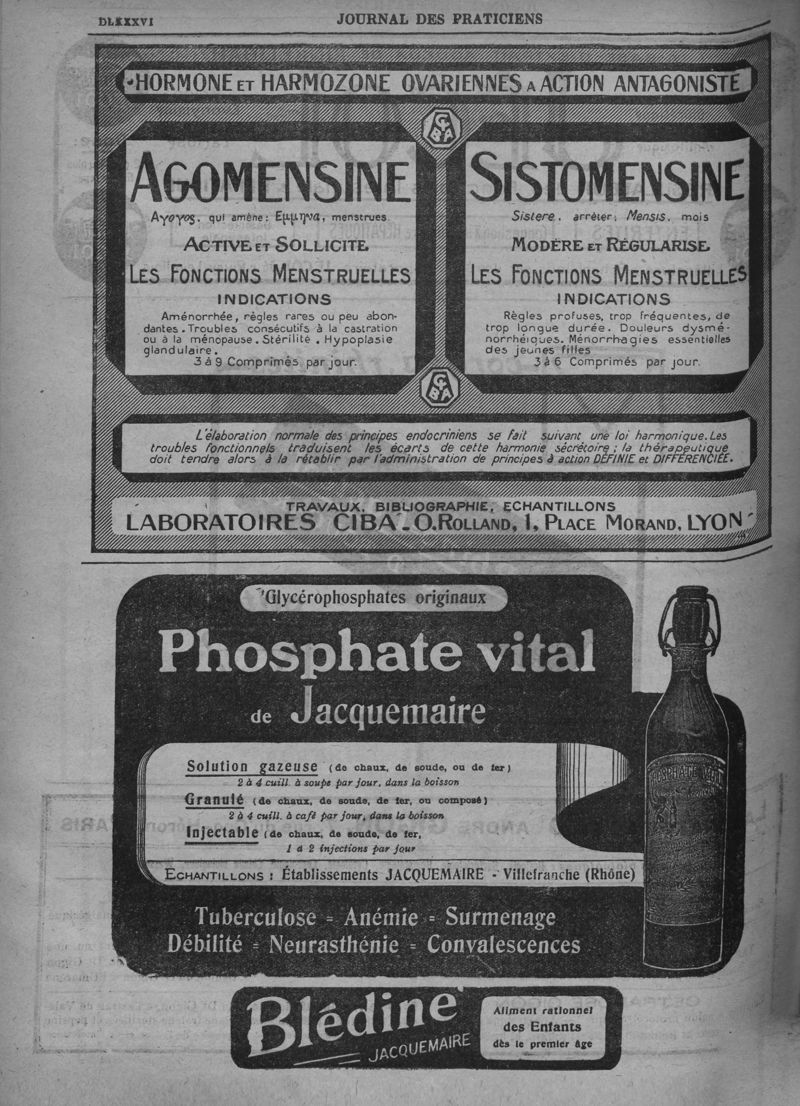 DLXXXVI
JOURNAL DES PRATICIENS
HORMONE ET HARMOZONE OVARIENNES A ACTION ANTAGONISTE
CIBA
AGOMENSINE
Αγογος, qui amène: Εμμηνα, menstrues.
ACTIVE ET SOLLICITE
LES FONCTIONS MENSTRUELLES
INDICATIONS
Aménorrhée, règles rares ou peu abon-
dantes. Troubles consécutifs à la castration
ou à la ménopause. Stérilité. Hypoplasie
glandulaire.
3 à 9 Comprimés par jour.
SISTOMENSINE
Sistere, arrêter; Mensis, mois
MODÈRE ET RÉGULARISE
LES FONCTIONS MENSTRUELLES
INDICATIONS
Règles profuses, trop fréquentes, de
trop longue durée. Douleurs dysmé-
norrhéiques. Ménorrhagies essentielles
des jeunes filles
3 à 6 Comprimés par jour.
CIBA
L'élaboration normale des principes endocriniens se fait suivant une loi harmonique. Les
troubles fonctionnels traduisent les écarts de cette harmonie sécrétoire; la thérapeutique
doit tendre alors à la rétablir par l'administration de principes à action DÉFINIE et DIFFÉRENCIÉE.
TRAVAUX, BIBLIOGRAPHIE, ECHANTILLONS
LABORATOIRES CIBA_O.ROLLAND, 1, PLACE MORAND, LYON
Glycérophosphates originaux
Phosphate vital
de Jacquemaire
Solution gazeuse (de chaux, de soude, ou de fer)
2 à 4 cuill. à soupe par jour, dans la boisson
Granulé (de chaux, de soude, de fer, ou composé)
2 à 4 cuill. à café par jour, dans la boisson
Injectable (de chaux, de soude, de fer,
1 à 2 injections par jour
ECHANTILLONS : Établissements JACQUEMAIRE - Villefranche (Rhône)
PHOSPHATE VITAL
Tuberculose = Anémie = Surmenage
Débilité = Neurasthénie = Convalescences
Blédine
JACQUEMAIRE
Aliment rationnel
des Enfants
dès le premier âge